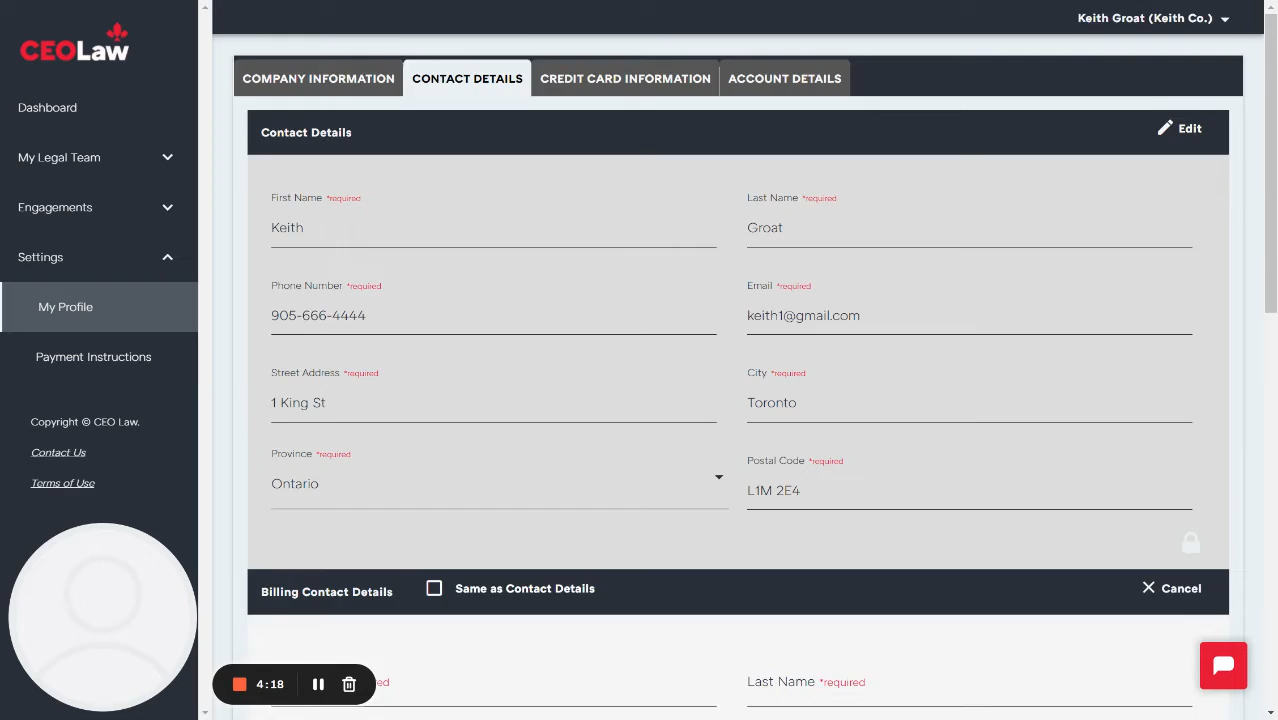 Keith Groat (Keith Co.)
CEOLaw
COMPANY INFORMATION
CONTACT DETAILS
CREDIT CARD INFORMATION
ACCOUNT DETAILS
Dashboard
My Legal Team
Engagements
Settings
My Profile
Payment Instructions
Copyright © CEO Law.
Contact Us
Terms of Use
Contact Details
Edit
First Name *required
Last Name *required
Keith
Groat
Phone Number *required
Email *required
905-666-4444
keith1@gmail.com
Street Address *required
City *required
1 King St
Toronto
Province *required
Postal Code *required
Ontario
L1M 2E4
Billing Contact Details
Same as Contact Details
Cancel
4:18
Last Name *required